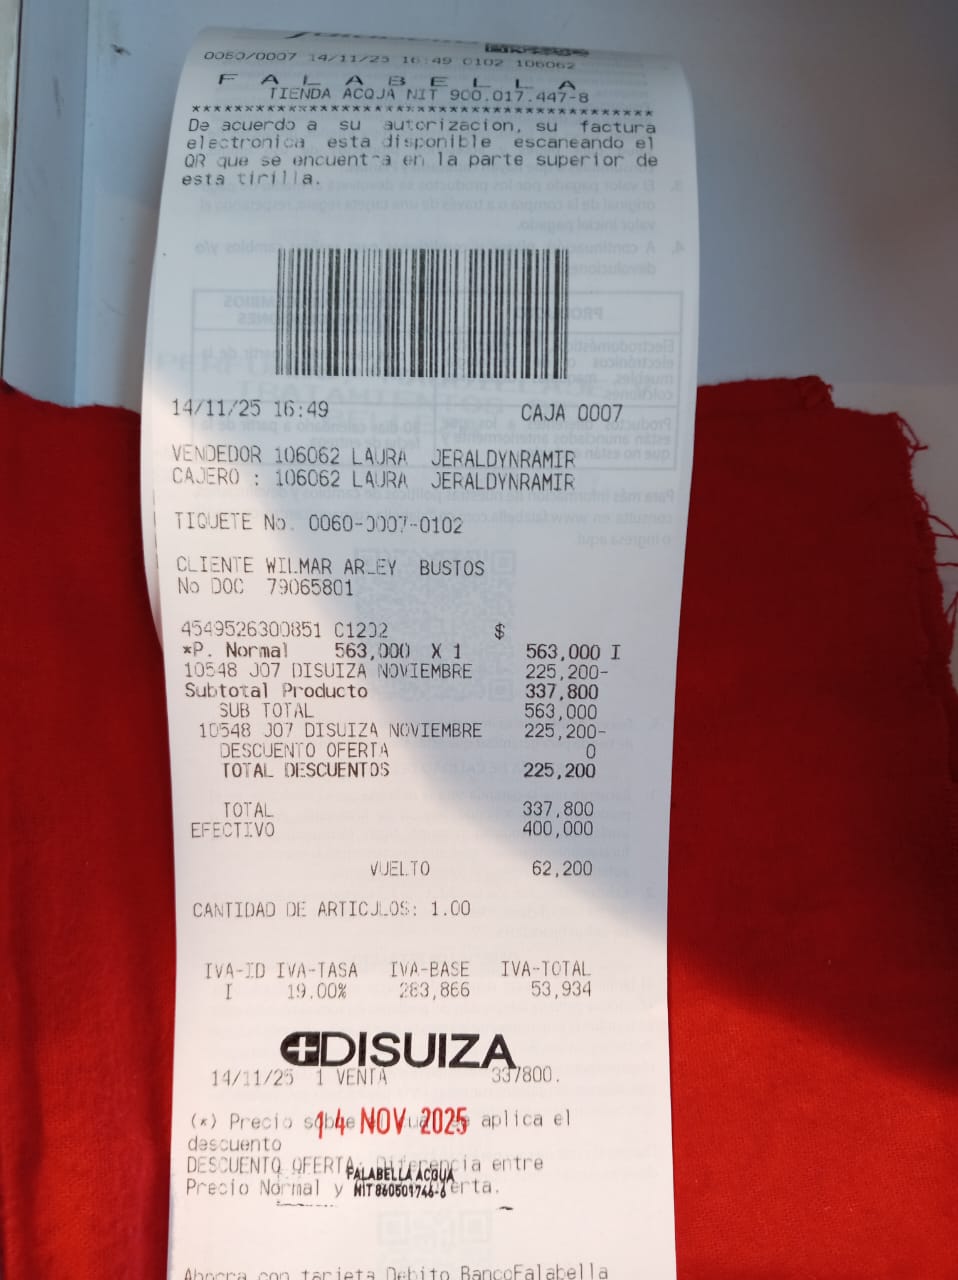 0060/0007 14/11/25 16:49 0102 106062
F A L A B E L L A
TIENDA ACQUA NIT 900.017.447-8
****************************************
De acuerdo a su autorizacion, su factura
electronica esta disponible escaneando el
QR que se encuentra en la parte superior de
esta tirilla.
14/11/25 16:49 CAJA 0007
VENDEDOR 106062 LAURA JERALDYNRAMIR
CAJERO : 106062 LAURA JERALDYNRAMIR
TIQUETE No. 0060-0007-0102
CLIENTE WILMAR ARLEY BUSTOS
No DOC 79065801
4549526300851 C1202 $
*P. Normal 563,000 X 1 563,000 I
10548 J07 DISUIZA NOVIEMBRE 225,200-
Subtotal Producto 337,800
SUB TOTAL 563,000
10548 J07 DISUIZA NOVIEMBRE 225,200-
DESCUENTO OFERTA 0
TOTAL DESCUENTOS 225,200
TOTAL 337,800
EFECTIVO 400,000
VUELTO 62,200
CANTIDAD DE ARTICULOS: 1.00
IVA-ID IVA-TASA IVA-BASE IVA-TOTAL
I 19.00% 283,866 53,934
DISUIZA
14/11/25 1 VENTA 337800.
(*) Precio sobre el cual se aplica el
14 NOV 2025
descuento
DESCUENTO OFERTA: Diferencia entre
FALABELLA ACQUA
Precio Normal y Oferta.
NIT 860501746-6
Ahorra con tarjeta Debito BancoFalabella